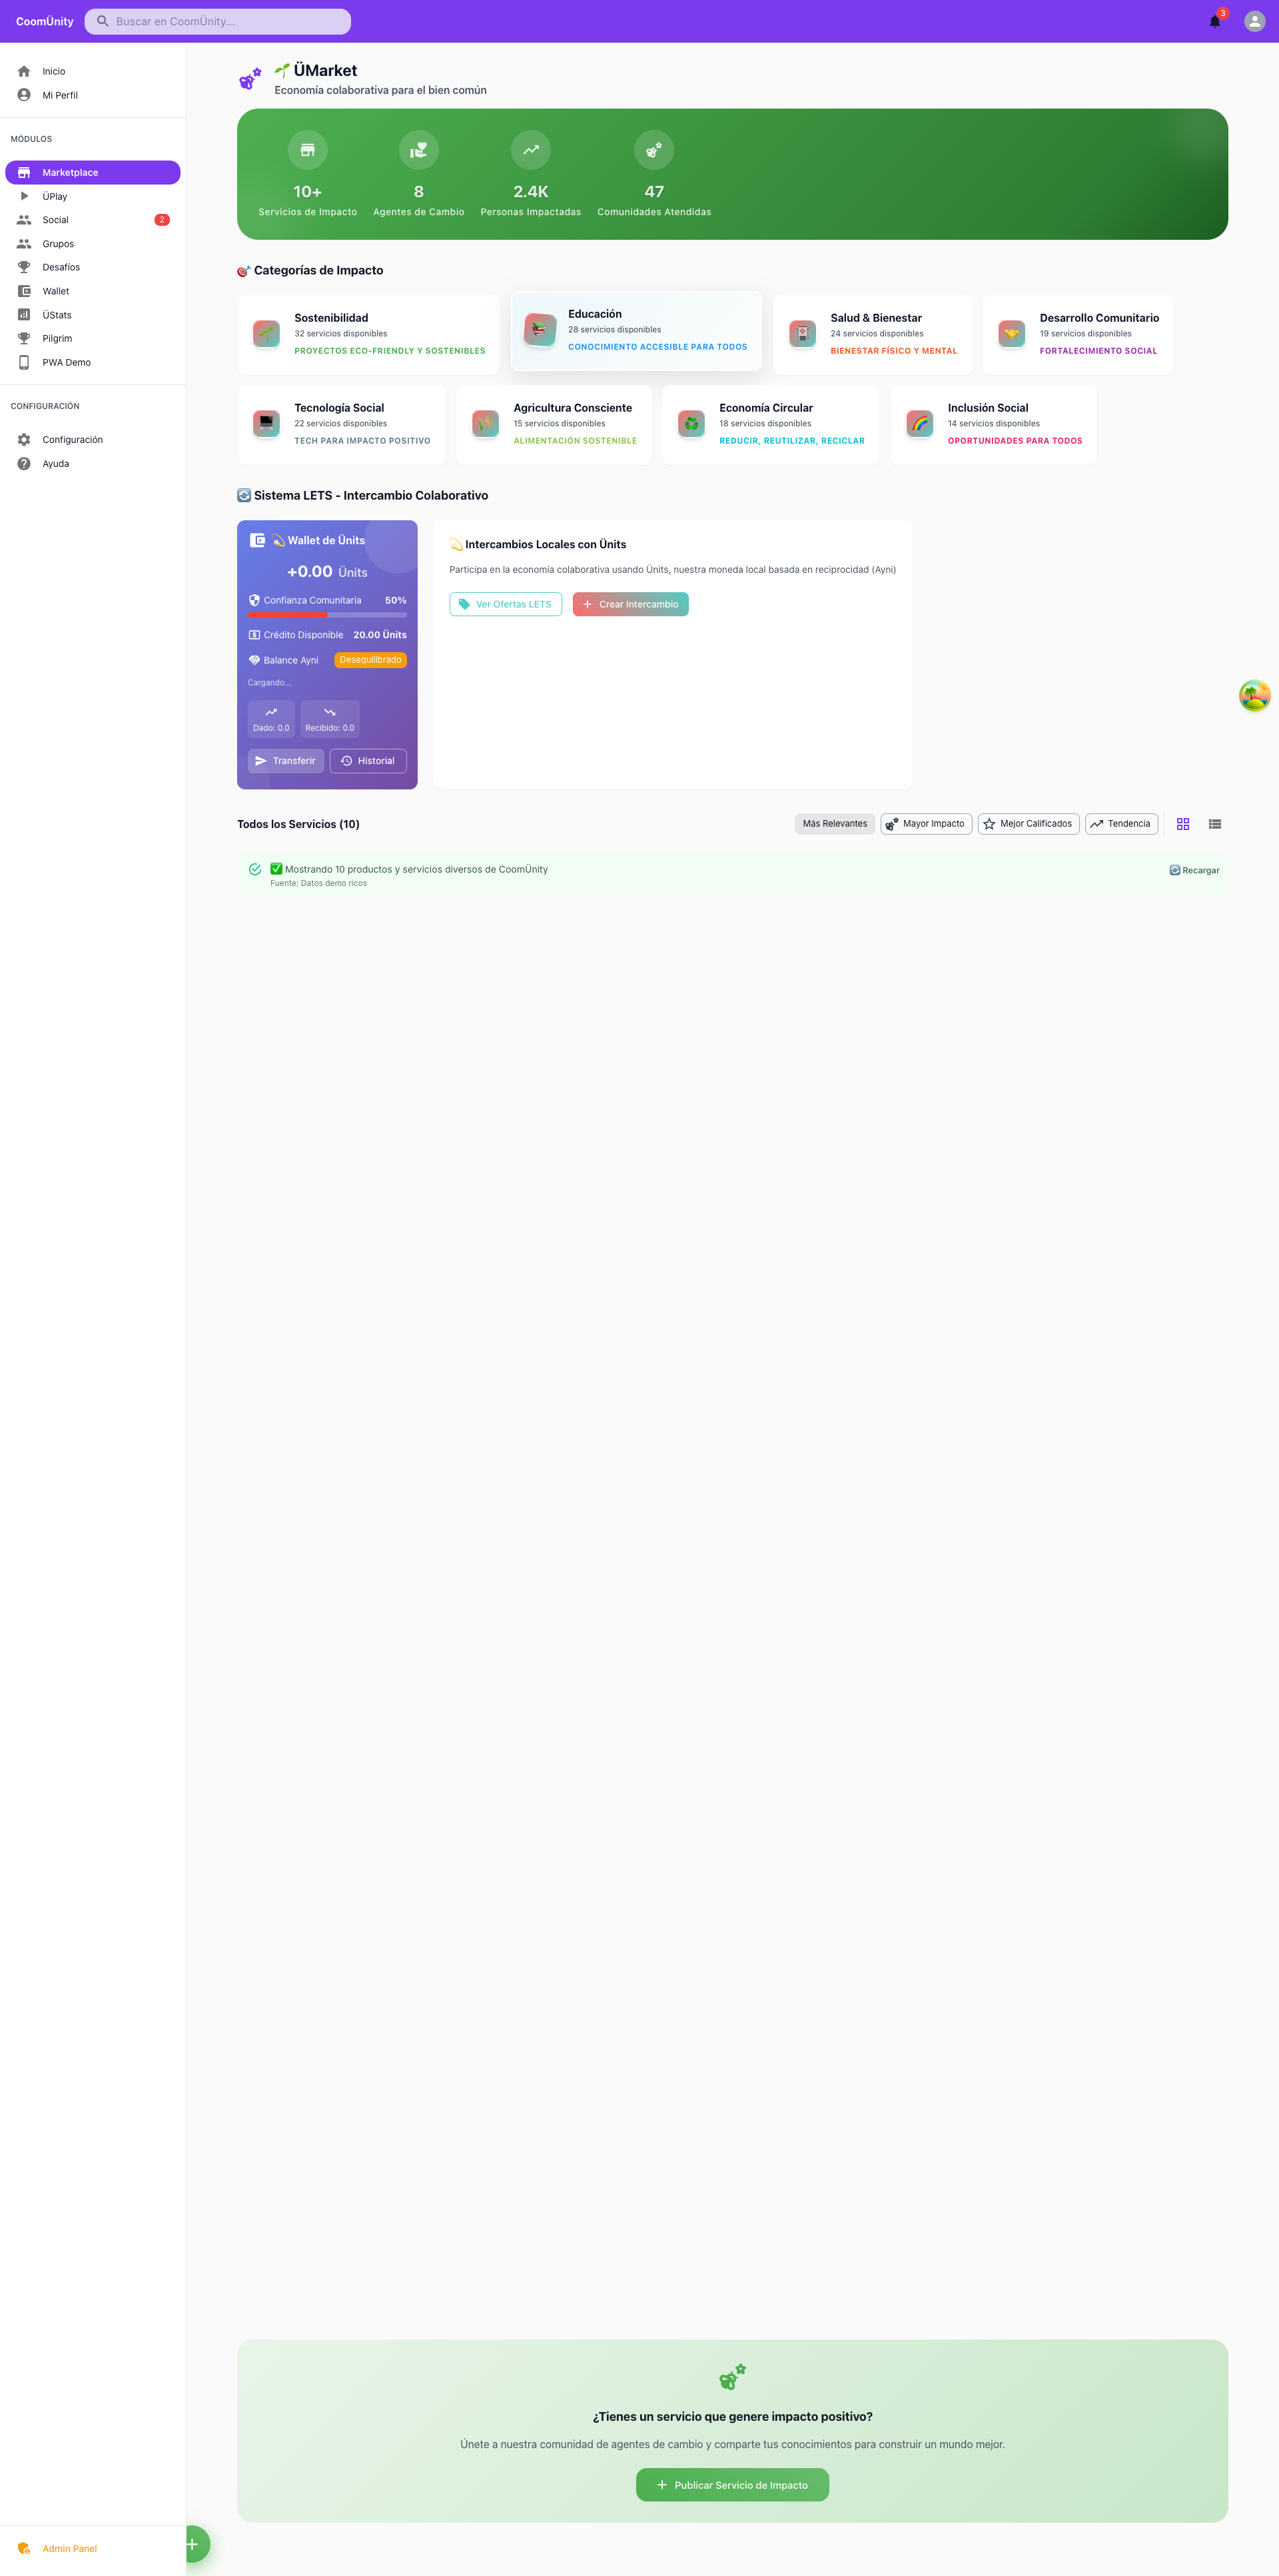 CoomÜnity
Buscar en CoomÜnity...
3
Inicio
Mi Perfil
MÓDULOS
Marketplace
ÜPlay
Social
2
Grupos
Desafíos
Wallet
ÜStats
Pilgrim
PWA Demo
CONFIGURACIÓN
Configuración
Ayuda
Admin Panel
🌱 ÜMarket
Economía colaborativa para el bien común
10+
Servicios de Impacto
8
Agentes de Cambio
2.4K
Personas Impactadas
47
Comunidades Atendidas
🎯 Categorías de Impacto
Sostenibilidad
32 servicios disponibles
PROYECTOS ECO-FRIENDLY Y SOSTENIBLES
Educación
28 servicios disponibles
CONOCIMIENTO ACCESIBLE PARA TODOS
Salud & Bienestar
24 servicios disponibles
BIENESTAR FÍSICO Y MENTAL
Desarrollo Comunitario
19 servicios disponibles
FORTALECIMIENTO SOCIAL
Tecnología Social
22 servicios disponibles
TECH PARA IMPACTO POSITIVO
Agricultura Consciente
15 servicios disponibles
ALIMENTACIÓN SOSTENIBLE
Economía Circular
18 servicios disponibles
REDUCIR, REUTILIZAR, RECICLAR
Inclusión Social
14 servicios disponibles
OPORTUNIDADES PARA TODOS
🔄 Sistema LETS - Intercambio Colaborativo
💫 Wallet de Ünits
+0.00 Ünits
Confianza Comunitaria 50%
Crédito Disponible 20.00 Ünits
Balance Ayni Desequilibrado
Cargando...
Dado: 0.0
Recibido: 0.0
Transferir
Historial
💫 Intercambios Locales con Ünits
Participa en la economía colaborativa usando Ünits, nuestra moneda local basada en reciprocidad (Ayni)
Ver Ofertas LETS
Crear Intercambio
Todos los Servicios (10)
Más Relevantes
Mayor Impacto
Mejor Calificados
Tendencia
✅ Mostrando 10 productos y servicios diversos de CoomÜnity
Fuente: Datos demo ricos
🔄 Recargar
¿Tienes un servicio que genere impacto positivo?
Únete a nuestra comunidad de agentes de cambio y comparte tus conocimientos para construir un mundo mejor.
Publicar Servicio de Impacto